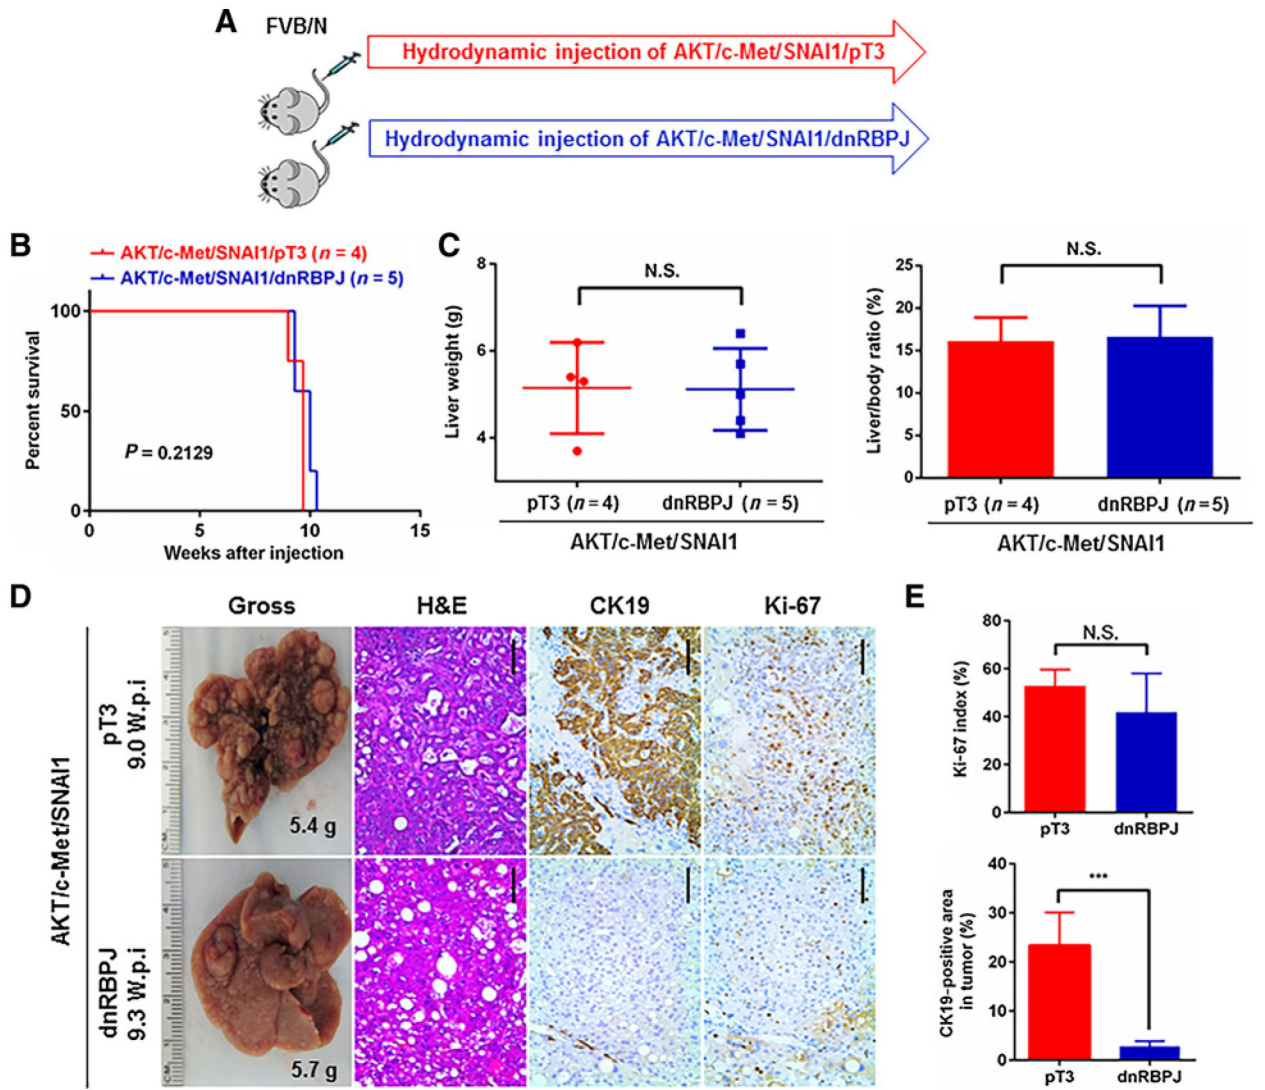 A
FVB/N
Hydrodynamic injection of AKT/c-Met/SNAI1/pT3
Hydrodynamic injection of AKT/c-Met/SNAI1/dnRBPJ
B
AKT/c-Met/SNAI1/pT3 (n = 4)
AKT/c-Met/SNAI1/dnRBPJ (n = 5)
Percent survival
100
50
0
P = 0.2129
0 5 10 15
Weeks after injection
C
Liver weight (g)
8
6
4
N.S.
pT3 (n = 4) dnRBPJ (n = 5)
AKT/c-Met/SNAI1
Liver/body ratio (%)
25
20
15
10
5
0
N.S.
pT3 (n = 4) dnRBPJ (n = 5)
AKT/c-Met/SNAI1
D
Gross H&E CK19 Ki-67
AKT/c-Met/SNAI1
pT3
9.0 W.p.i
5.4 g
dnRBPJ
9.3 W.p.i
5.7 g
E
Ki-67 index (%)
80
60
40
20
0
N.S.
pT3 dnRBPJ
CK19-positive area
in tumor (%)
40
30
20
10
0
***
pT3 dnRBPJ